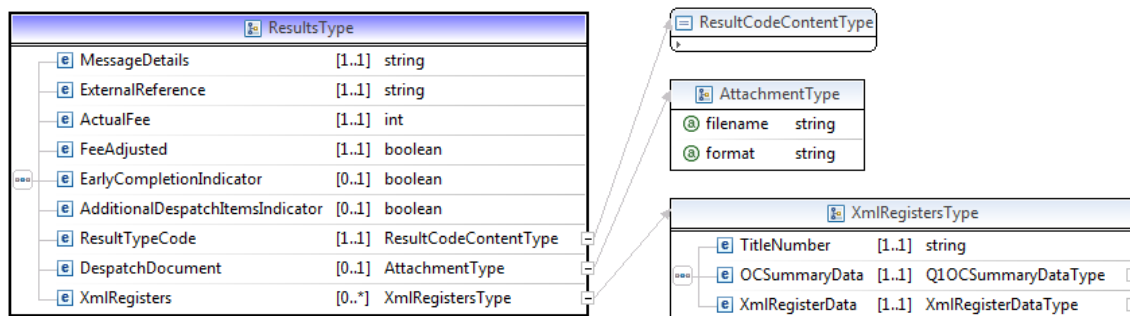 ResultsType
e MessageDetails [1..1] string
e ExternalReference [1..1] string
e ActualFee [1..1] int
e FeeAdjusted [1..1] boolean
e EarlyCompletionIndicator [0..1] boolean
e AdditionalDespatchItemsIndicator [0..1] boolean
e ResultTypeCode [1..1] ResultCodeContentType
e DespatchDocument [0..1] AttachmentType
e XmlRegisters [0..*] XmlRegistersType
ResultCodeContentType
AttachmentType
a filename string
a format string
XmlRegistersType
e TitleNumber [1..1] string
e OCSummaryData [1..1] Q1OCSummaryDataType
e XmlRegisterData [1..1] XmlRegisterDataType